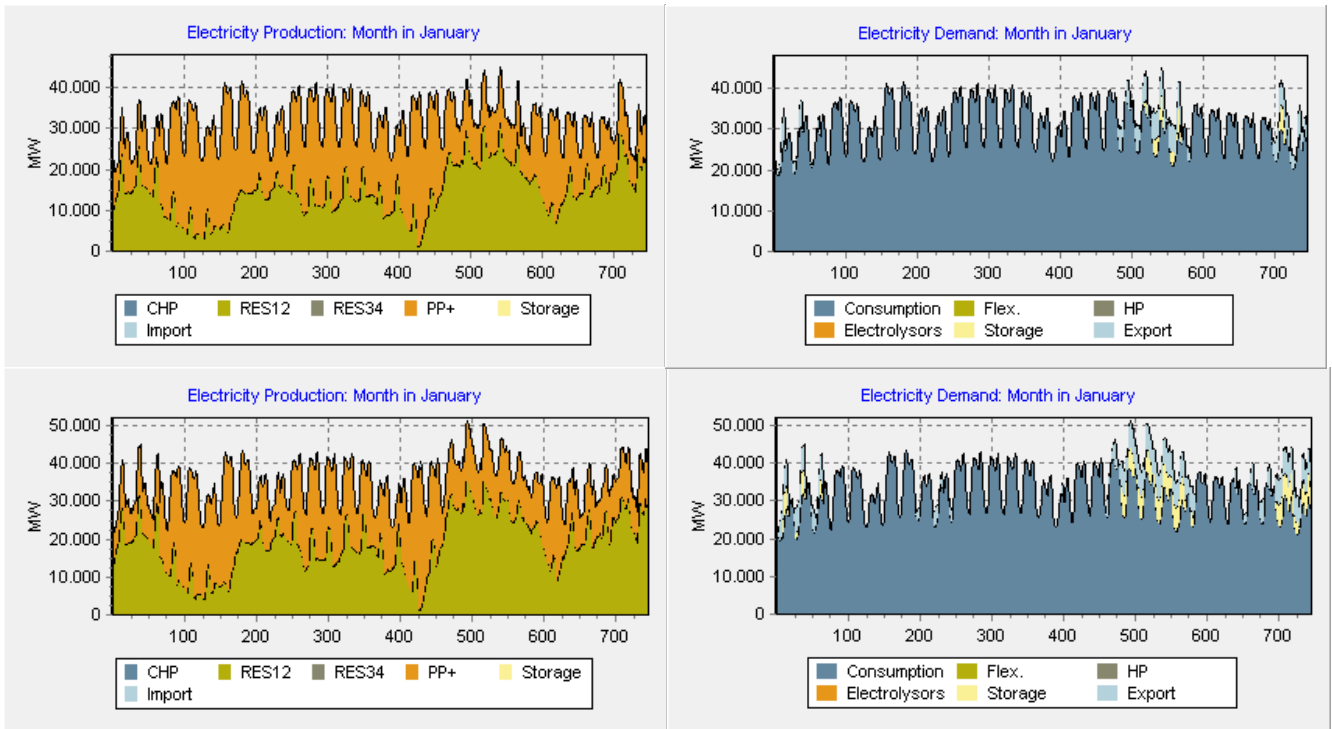 Electricity Production: Month in January
MW
40.000
30.000
20.000
10.000
0
100 200 300 400 500 600 700
CHP RES12 RES34 PP+ Storage
Import
Electricity Demand: Month in January
MW
40.000
30.000
20.000
10.000
0
100 200 300 400 500 600 700
Consumption Flex. HP
Electrolysors Storage Export
Electricity Production: Month in January
MW
50.000
40.000
30.000
20.000
10.000
0
100 200 300 400 500 600 700
CHP RES12 RES34 PP+ Storage
Import
Electricity Demand: Month in January
MW
50.000
40.000
30.000
20.000
10.000
0
100 200 300 400 500 600 700
Consumption Flex. HP
Electrolysors Storage Export